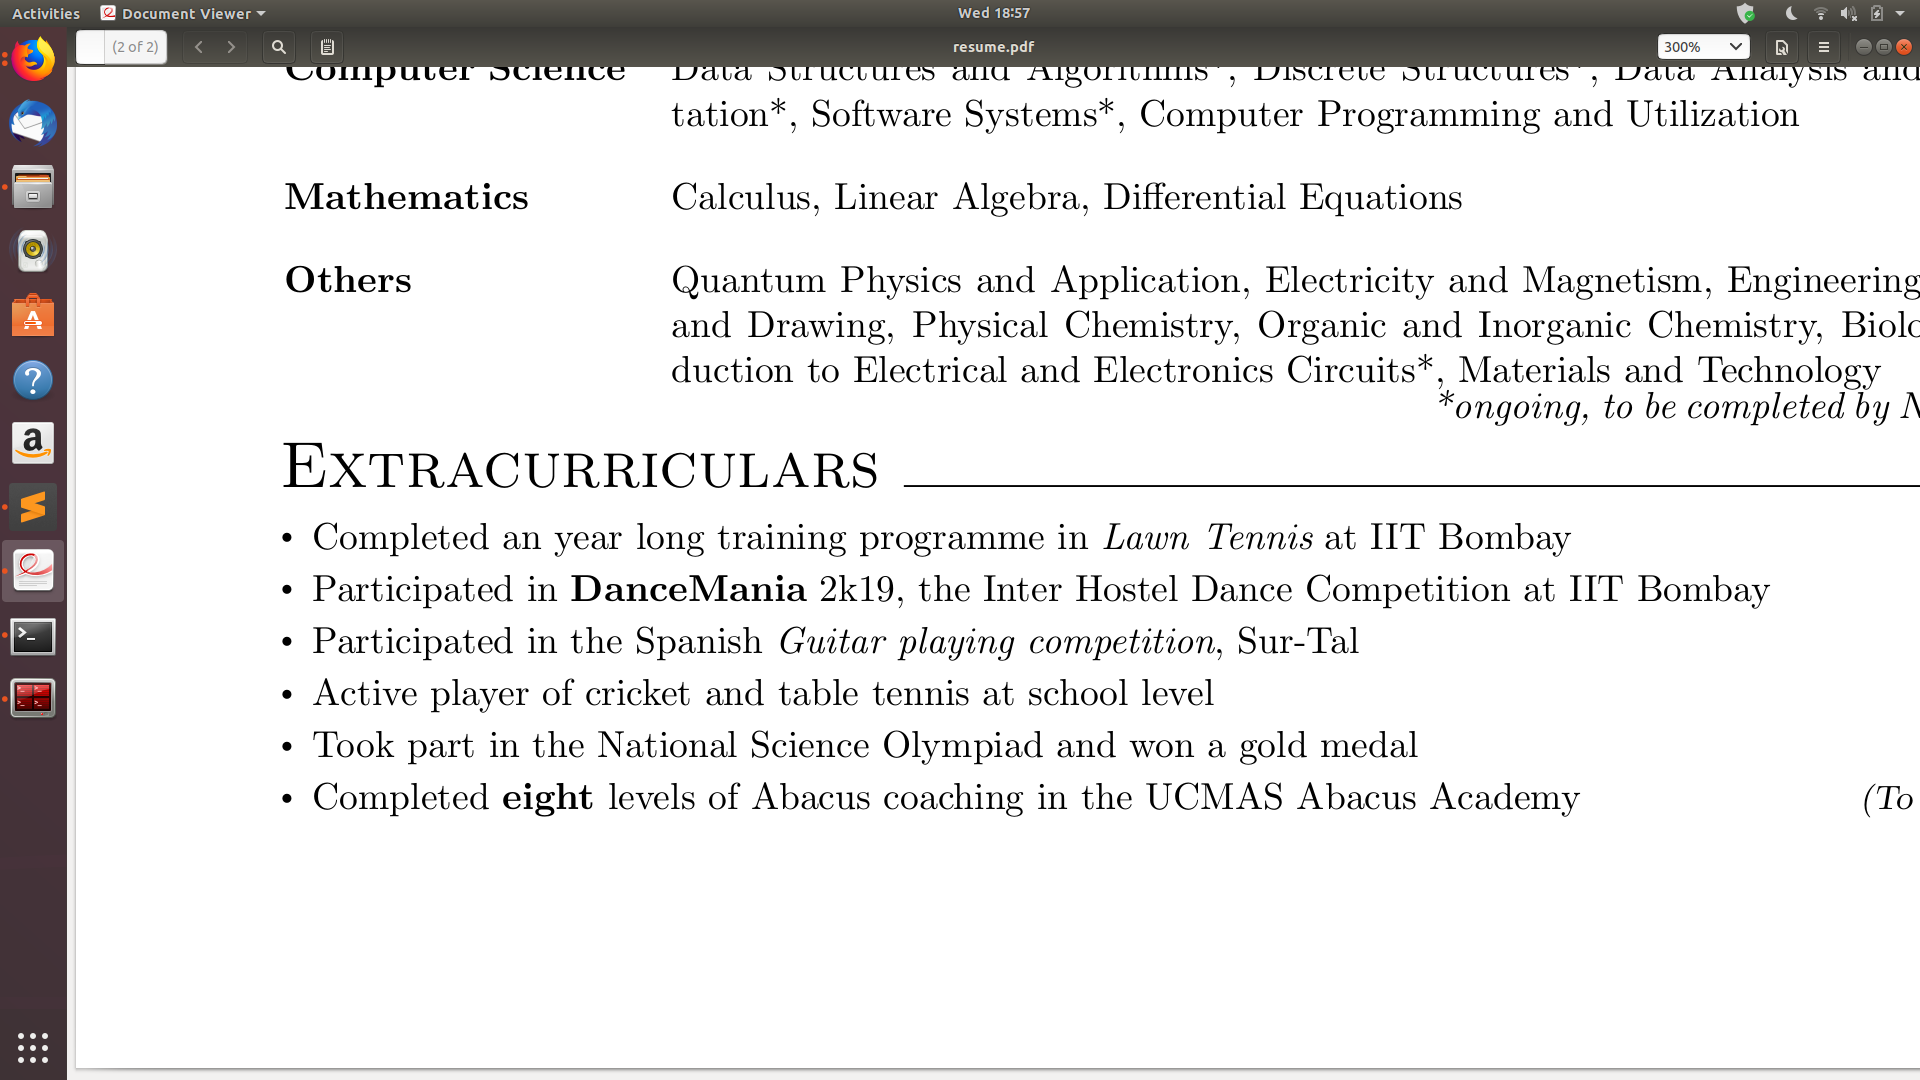 Activities Document Viewer Wed 18:57
(2 of 2) resume.pdf 300%
Computer Science Data Structures and Algorithms*, Discrete Structures*, Data Analysis and
tation*, Software Systems*, Computer Programming and Utilization
Mathematics Calculus, Linear Algebra, Differential Equations
Others Quantum Physics and Application, Electricity and Magnetism, Engineering
and Drawing, Physical Chemistry, Organic and Inorganic Chemistry, Biolo
duction to Electrical and Electronics Circuits*, Materials and Technology
*ongoing, to be completed by N
Extracurriculars
• Completed an year long training programme in Lawn Tennis at IIT Bombay
• Participated in DanceMania 2k19, the Inter Hostel Dance Competition at IIT Bombay
• Participated in the Spanish Guitar playing competition, Sur-Tal
• Active player of cricket and table tennis at school level
• Took part in the National Science Olympiad and won a gold medal
• Completed eight levels of Abacus coaching in the UCMAS Abacus Academy (To